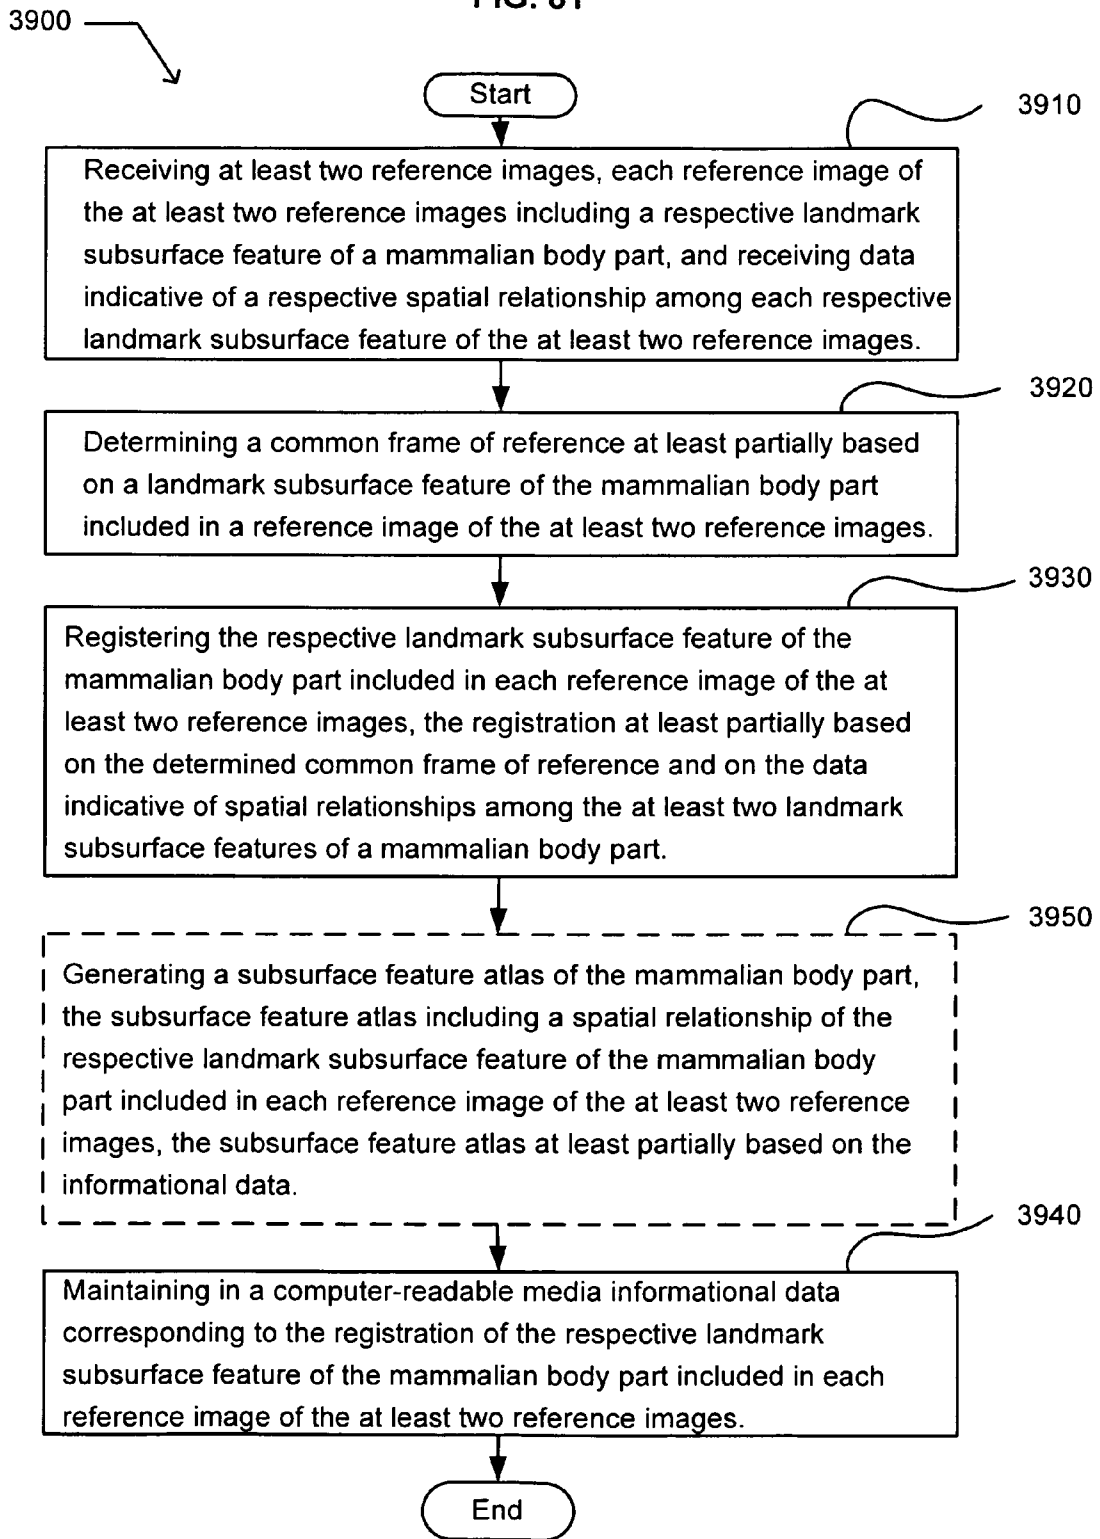 3900
Start
3910
Receiving at least two reference images, each reference image of
the at least two reference images including a respective landmark
subsurface feature of a mammalian body part, and receiving data
indicative of a respective spatial relationship among each respective
landmark subsurface feature of the at least two reference images.
3920
Determining a common frame of reference at least partially based
on a landmark subsurface feature of the mammalian body part
included in a reference image of the at least two reference images.
3930
Registering the respective landmark subsurface feature of the
mammalian body part included in each reference image of the at
least two reference images, the registration at least partially based
on the determined common frame of reference and on the data
indicative of spatial relationships among the at least two landmark
subsurface features of a mammalian body part.
3950
Generating a subsurface feature atlas of the mammalian body part,
the subsurface feature atlas including a spatial relationship of the
respective landmark subsurface feature of the mammalian body
part included in each reference image of the at least two reference
images, the subsurface feature atlas at least partially based on the
informational data.
3940
Maintaining in a computer-readable media informational data
corresponding to the registration of the respective landmark
subsurface feature of the mammalian body part included in each
reference image of the at least two reference images.
End